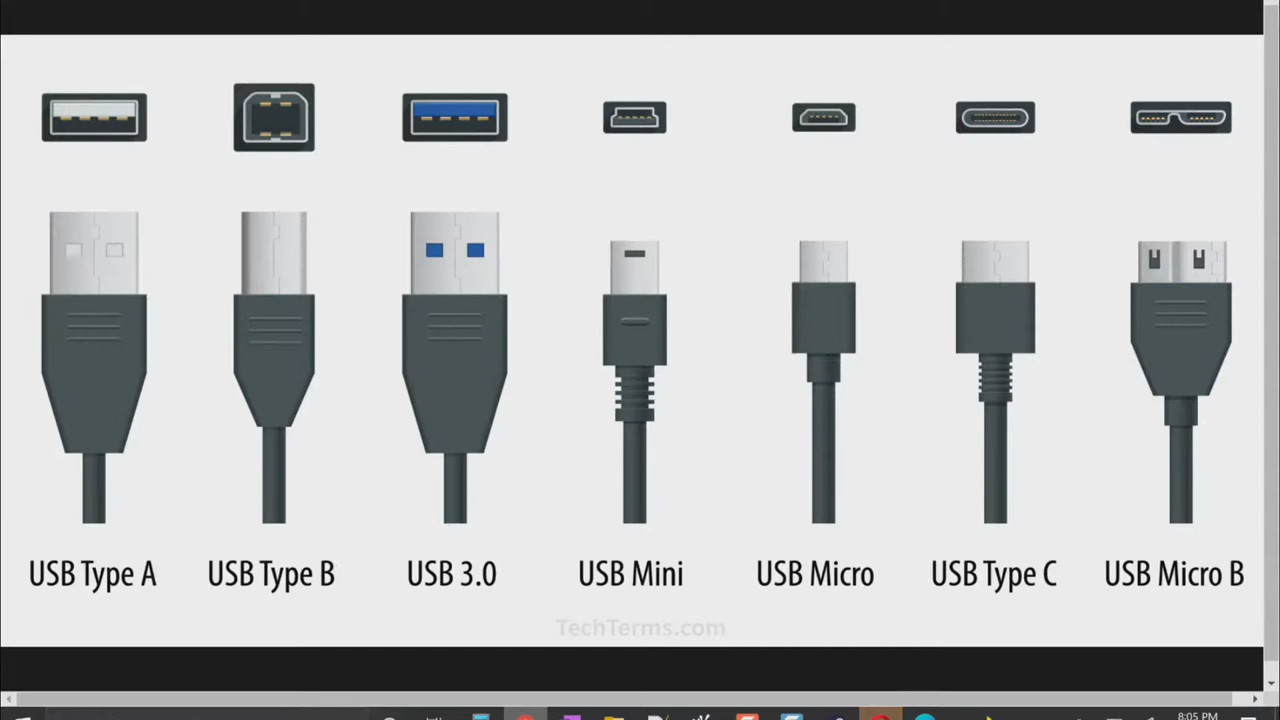 USB Type A
USB Type B
USB 3.0
USB Mini
USB Micro
USB Type C
USB Micro B
TechTerms.com
8:05 PM